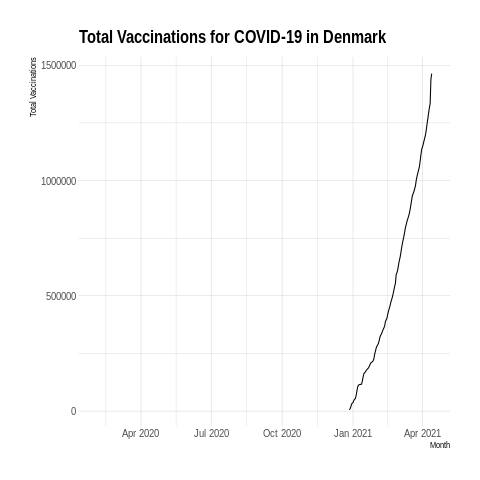 Total Vaccinations for COVID-19 in Denmark
Total Vaccinations
1500000
1000000
500000
0
Apr 2020 Jul 2020 Oct 2020 Jan 2021 Apr 2021
Month